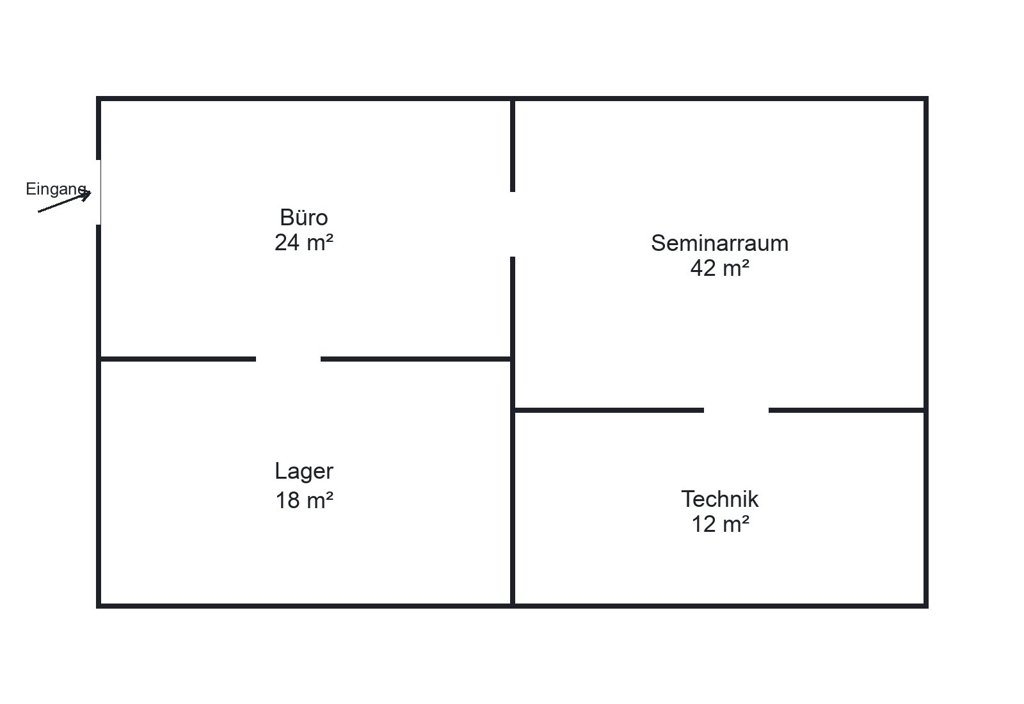 Eingang
Büro
24 m²
Seminarraum
42 m²
Lager
18 m²
Technik
12 m²